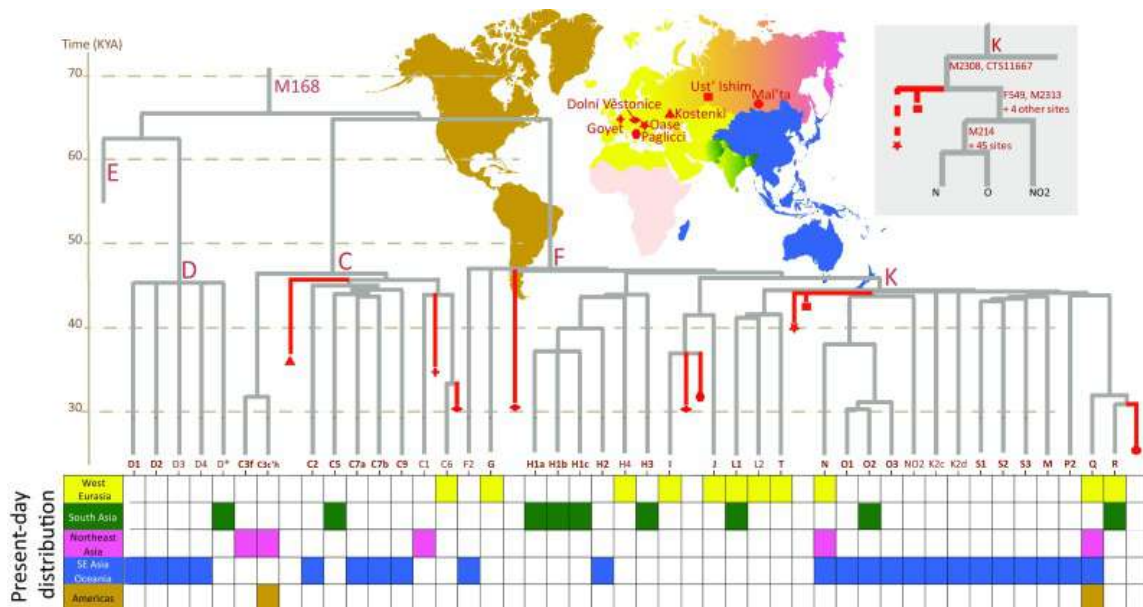 Time (KYA)
70
60
50
40
30
M168
E
D
C
F
K
Dolní Věstonice
Goyet
Oase
Paglicci
Kostenki
Ust' Ishim
Mal'ta
K
M2308, CTS11667
F549, M2313
+ 4 other sites
M214
+ 45 sites
N O NO2
D1 D2 D3 D4 D* C3f C3c'h C2 C5 C7a C7b C9 C1 C6 F2 G H1a H1b H1c H2 H4 H3 I J L1 L2 T N O1 O2 O3 NO2 K2c K2d S1 S2 S3 M P2 Q R
Present-day
distribution
West
Eurasia
South Asia
Northeast
Asia
SE Asia
Oceania
Americas